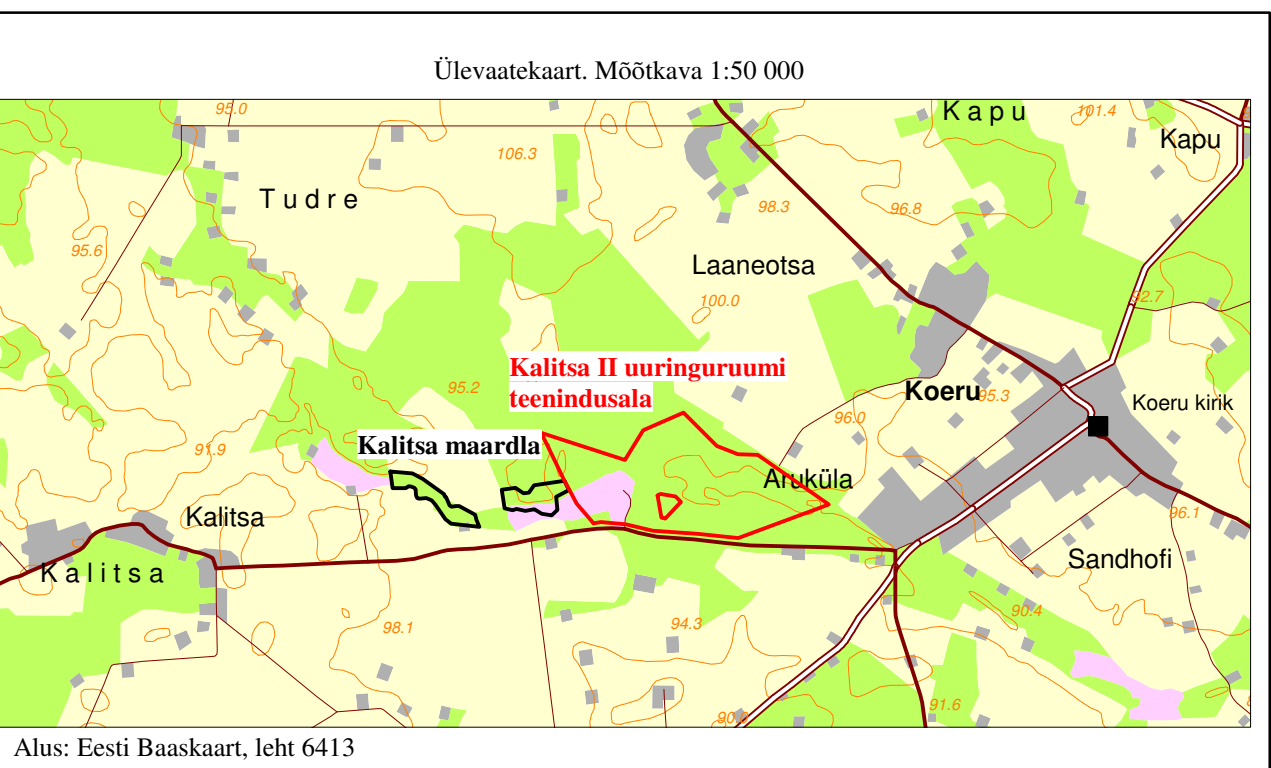 Ülevaatekaart. Mõõtkava 1:50 000
95.0
Kapu
101.4
Kapu
106.3
Tudre
98.3
96.8
95.6
Laaneotsa
100.0
92.7
Kalitsa II uuringuruumi
teenindusala
95.2
Koeru
95.3
Koeru kirik
96.0
Kalitsa maardla
91.9
Aruküla
Kalitsa
96.1
Sandhofi
Kalitsa
90.4
94.3
98.1
91.6
Alus: Eesti Baaskaart, leht 6413